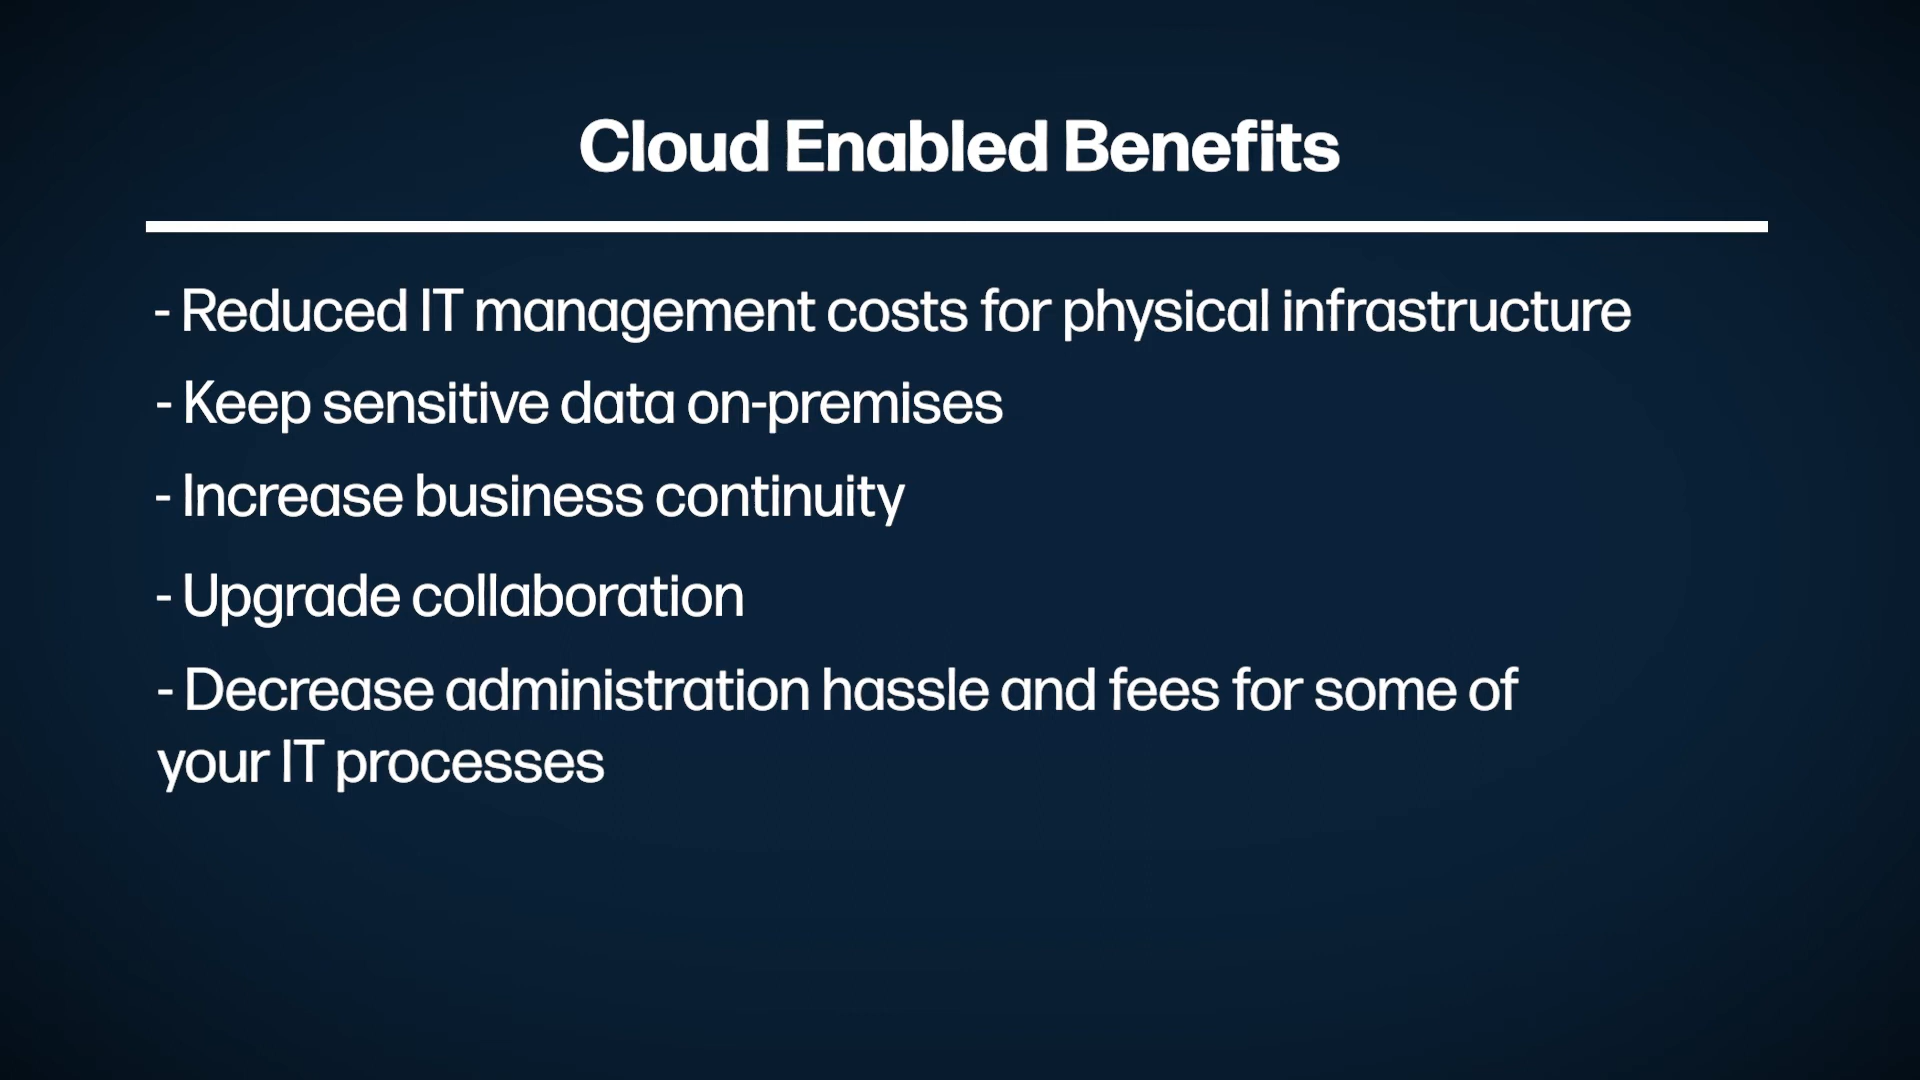 Cloud Enabled Benefits
- Reduced IT management costs for physical infrastructure
- Keep sensitive data on-premises
- Increase business continuity
- Upgrade collaboration
- Decrease administration hassle and fees for some of
your IT processes